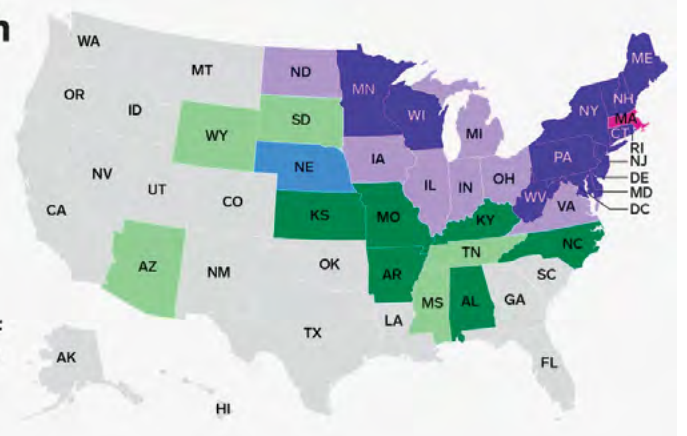 n
WA
ME
MT
ND
MN
OR
NH
ID
SD
WI
NY
MA
WY
MI
CT
RI
NE
IA
PA
NJ
NV
OH
DE
UT
CO
IL
IN
WV
MD
CA
VA
DC
KS
MO
KY
NC
TN
AZ
OK
NM
AR
SC
MS
AL
GA
LA
TX
:
AK
FL
HI